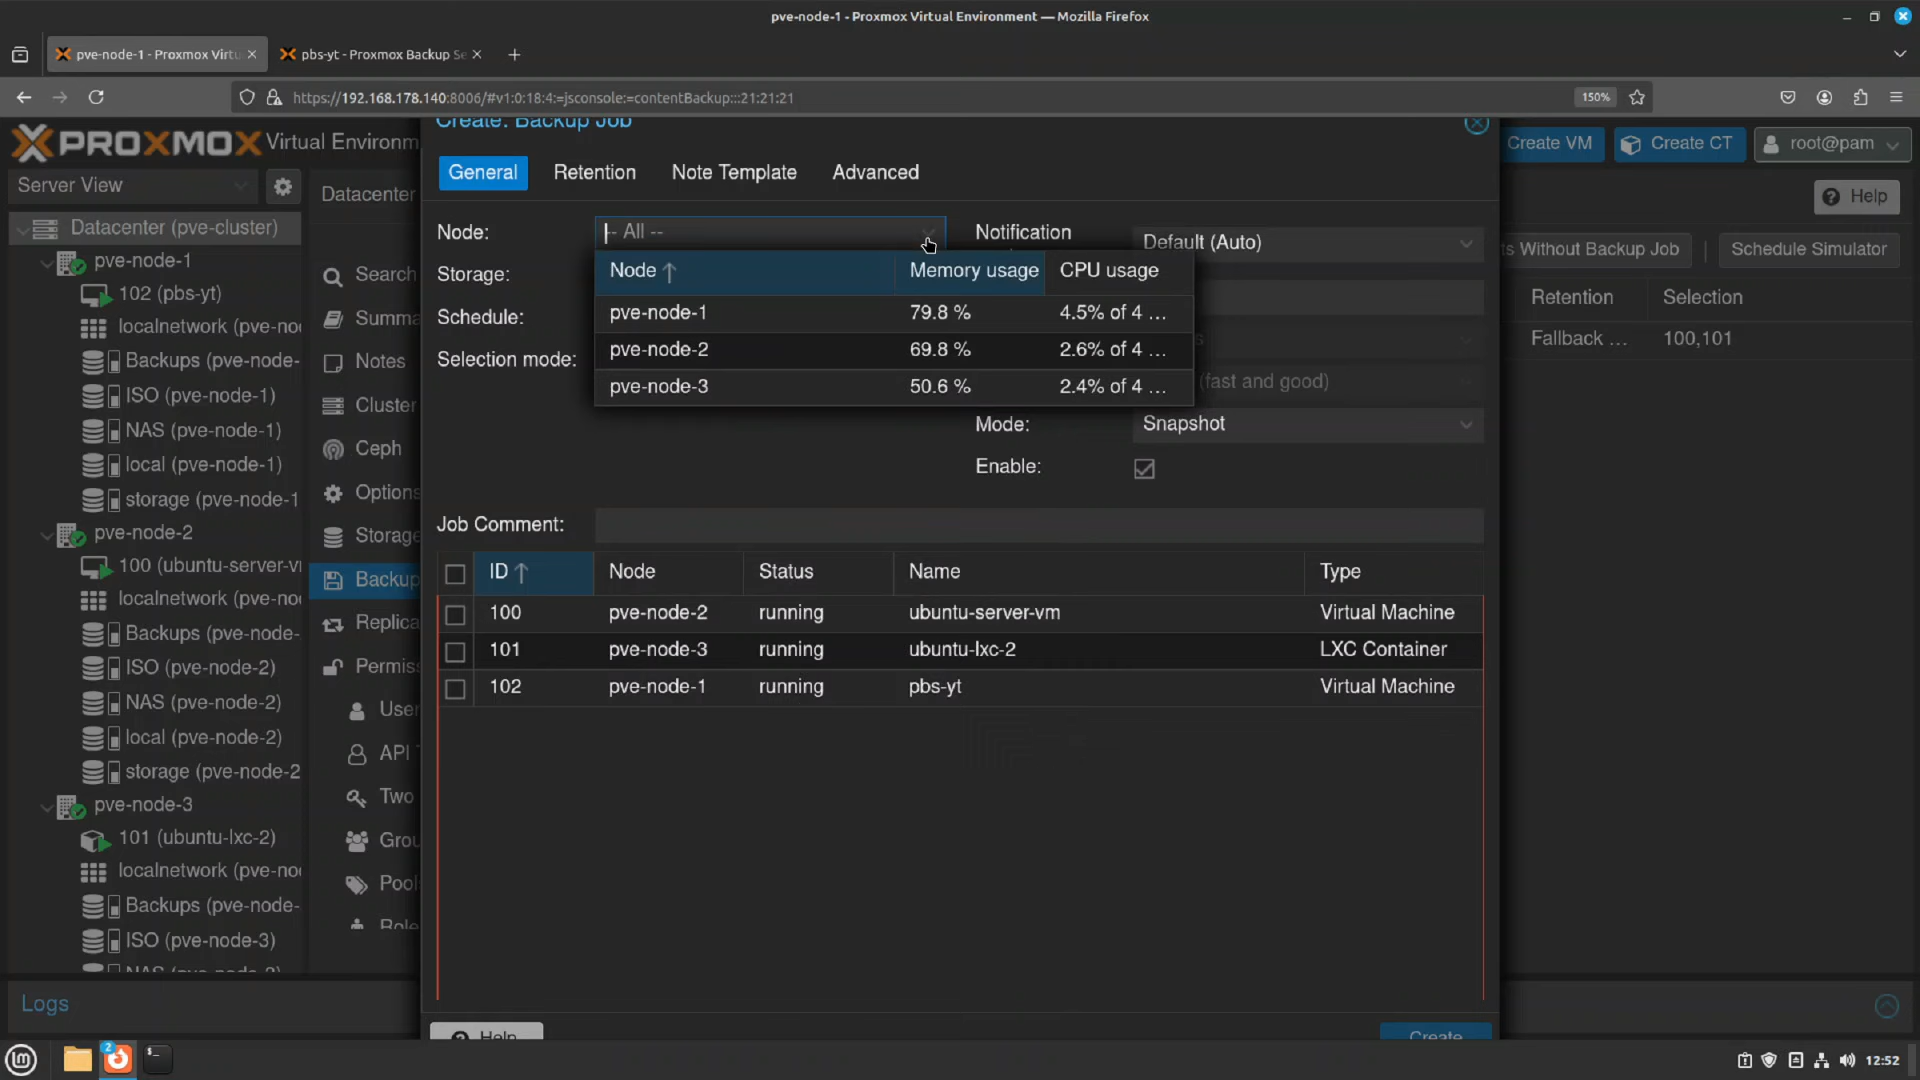 pve-node-1 - Proxmox Virtual Environment — Mozilla Firefox
pve-node-1 - Proxmox Virtu
pbs-yt - Proxmox Backup Se
https://192.168.178.140:8006/#v1:0:18:4:=jsconsole:=contentBackup:::21:21:21
150%
PROXMOX Virtual Environm
Create: Backup Job
Create VM
Create CT
root@pam
Server View
Datacenter
Help
General
Retention
Note Template
Advanced
Datacenter (pve-cluster)
pve-node-1
102 (pbs-yt)
localnetwork (pve-no
Backups (pve-node-
ISO (pve-node-1)
NAS (pve-node-1)
local (pve-node-1)
storage (pve-node-1
pve-node-2
100 (ubuntu-server-v
localnetwork (pve-no
Backups (pve-node-
ISO (pve-node-2)
NAS (pve-node-2)
local (pve-node-2)
storage (pve-node-2
pve-node-3
101 (ubuntu-lxc-2)
localnetwork (pve-no
Backups (pve-node-
ISO (pve-node-3)
Search
Summa
Notes
Cluster
Ceph
Options
Storage
Backup
Replica
Permiss
User
API T
Two
Grou
Pool
Role
Node:
-- All --
Storage:
Schedule:
Selection mode:
Node
Memory usage
CPU usage
pve-node-1 79.8 % 4.5% of 4 ...
pve-node-2 69.8 % 2.6% of 4 ...
pve-node-3 50.6 % 2.4% of 4 ...
Notification
Default (Auto)
(fast and good)
Mode:
Snapshot
Enable:
Job Comment:
ID Node Status Name Type
100 pve-node-2 running ubuntu-server-vm Virtual Machine
101 pve-node-3 running ubuntu-lxc-2 LXC Container
102 pve-node-1 running pbs-yt Virtual Machine
Help
Create
ts Without Backup Job
Schedule Simulator
Retention
Selection
Fallback ...
100,101
Logs
2
12:52